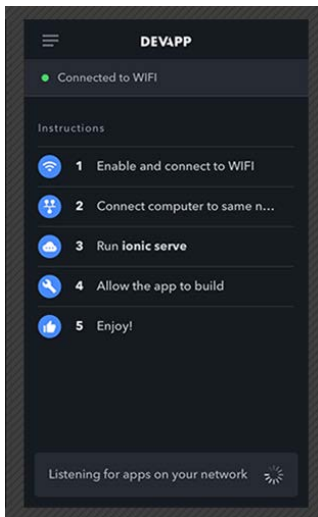 DEVAPP
Connected to WIFI
Instructions
1 Enable and connect to WIFI
2 Connect computer to same n...
3 Run ionic serve
4 Allow the app to build
5 Enjoy!
Listening for apps on your network